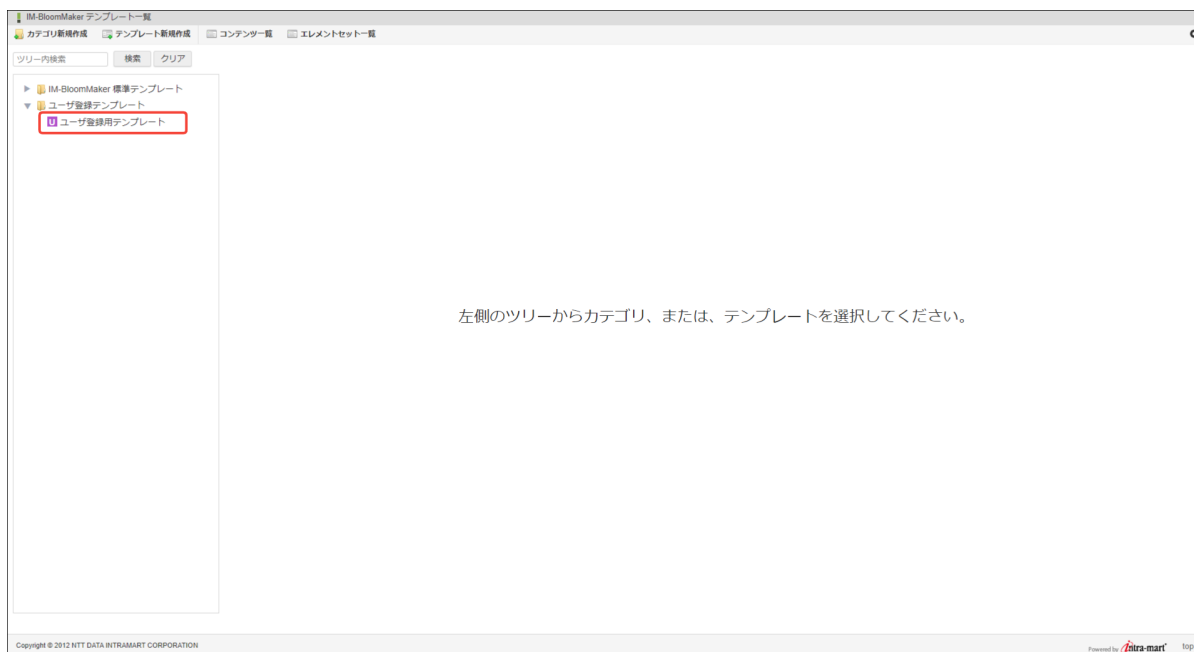 IM-BloomMaker テンプレート一覧
カテゴリ新規作成 テンプレート新規作成 コンテンツ一覧 エレメントセット一覧
ツリー内検索 検索 クリア
IM-BloomMaker 標準テンプレート
ユーザ登録テンプレート
U ユーザ登録用テンプレート
左側のツリーからカテゴリ、または、テンプレートを選択してください。
Copyright © 2012 NTT DATA INTRAMART CORPORATION
Powered by intra-mart top